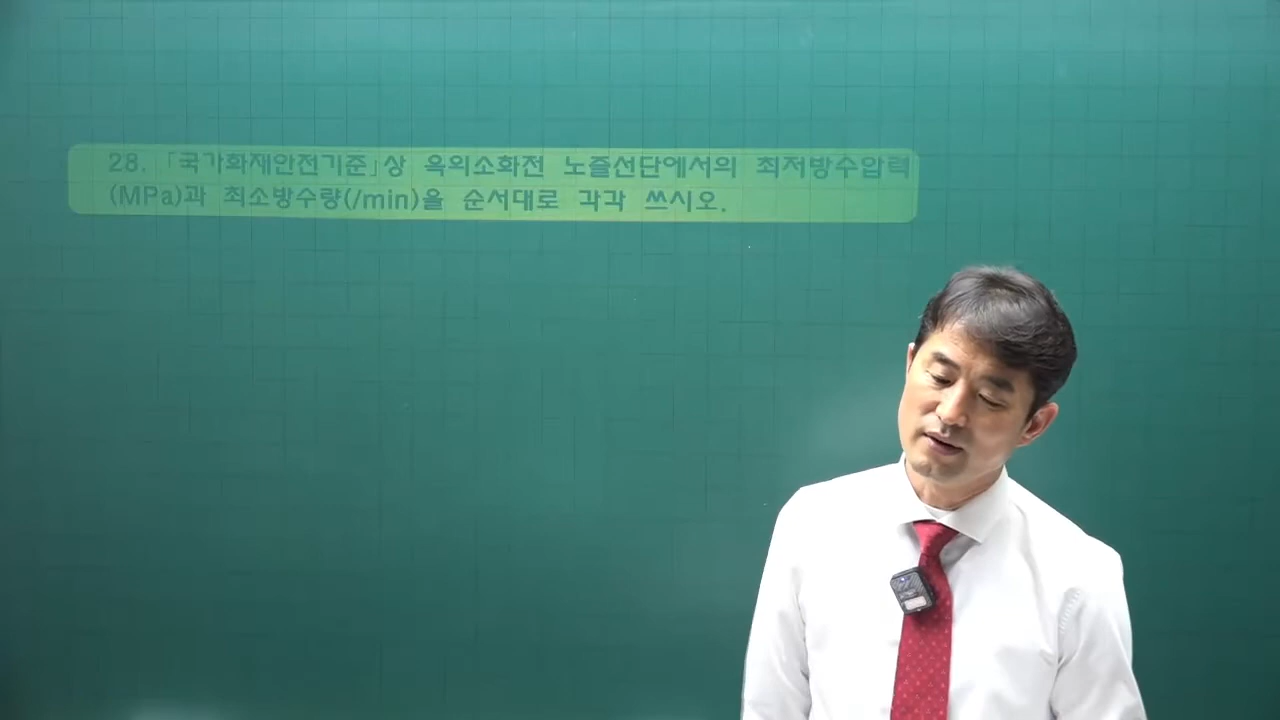 28. 「국가화재안전기준」상 옥외소화전 노즐선단에서의 최저방수압력
(MPa)과 최소방수량(/min)을 순서대로 각각 쓰시오.